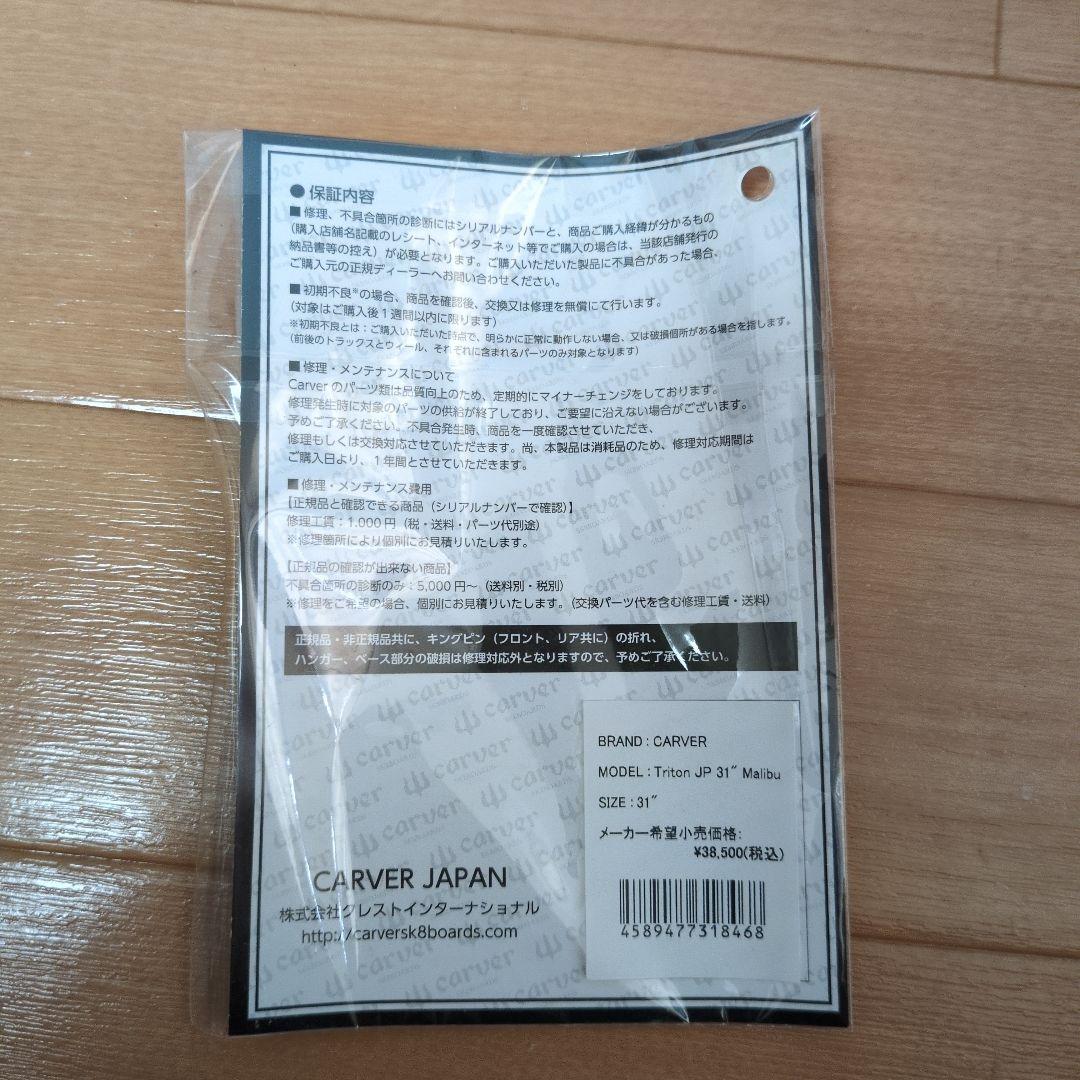 ● 保証内容
■ 修理、不具合箇所の診断にはシリアルナンバーと、商品ご購入経緯が分かるもの
（購入店舗名記載のレシート、インターネット等でご購入の場合は、当該店舗発行の
納品書等の控え）が必要となります。ご購入いただいた製品に不具合があった場合、
ご購入元の正規ディーラーへお問い合わせください。
■ 初期不良※の場合、商品を確認後、交換又は修理を無償にて行います。
（対象はご購入後1週間以内に限ります）
※初期不良とは：ご購入いただいた時点で、明らかに正常に動作しない場合、又は破損個所がある場合を指します。
（前後のトラックスとウィール、それぞれに含まれるパーツのみ対象となります）
■ 修理・メンテナンスについて
Carver のパーツ類は品質向上のため、定期的にマイナーチェンジをしております。
修理発生時に対象のパーツの供給が終了しており、ご要望に沿えない場合がございます。
予めご了承ください。不具合発生時、商品を一度確認させていただき、
修理もしくは交換対応させていただきます。尚、本製品は消耗品のため、修理対応期間は
ご購入日より、1年間とさせていただきます。
■ 修理・メンテナンス費用
【正規品と確認できる商品（シリアルナンバーで確認）】
修理工賃：1,000円（税・送料・パーツ代別途）
※修理箇所により個別にお見積りいたします。
【正規品の確認が出来ない商品】
不具合箇所の診断のみ：5,000円～（送料別・税別）
※修理をご希望の場合、個別にお見積りいたします。（交換パーツ代を含む修理工賃・送料）
正規品・非正規品共に、キングピン（フロント、リア共に）の折れ、
ハンガー、ベース部分の破損は修理対応外となりますので、予めご了承ください。
BRAND : CARVER
MODEL : Triton JP 31" Malibu
SIZE : 31"
メーカー希望小売価格:
¥38,500(税込)
4589477318468
CARVER JAPAN
株式会社クレストインターナショナル
http://carversk8boards.com